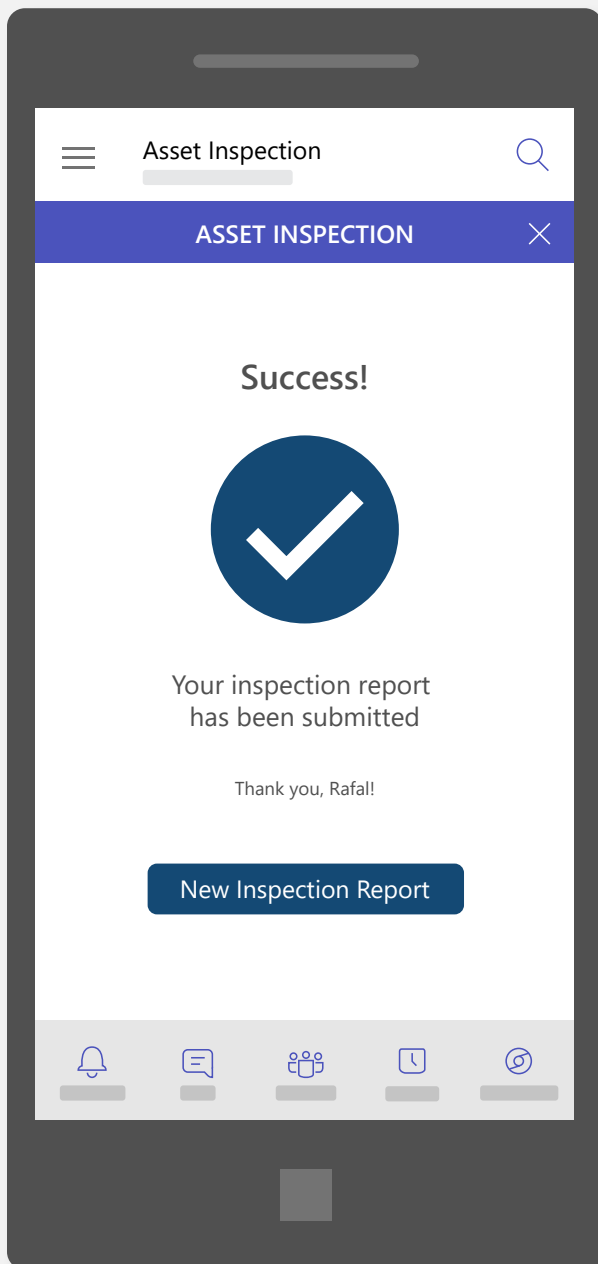 Asset Inspection
ASSET INSPECTION
Success!
Your inspection report
has been submitted
Thank you, Rafal!
New Inspection Report